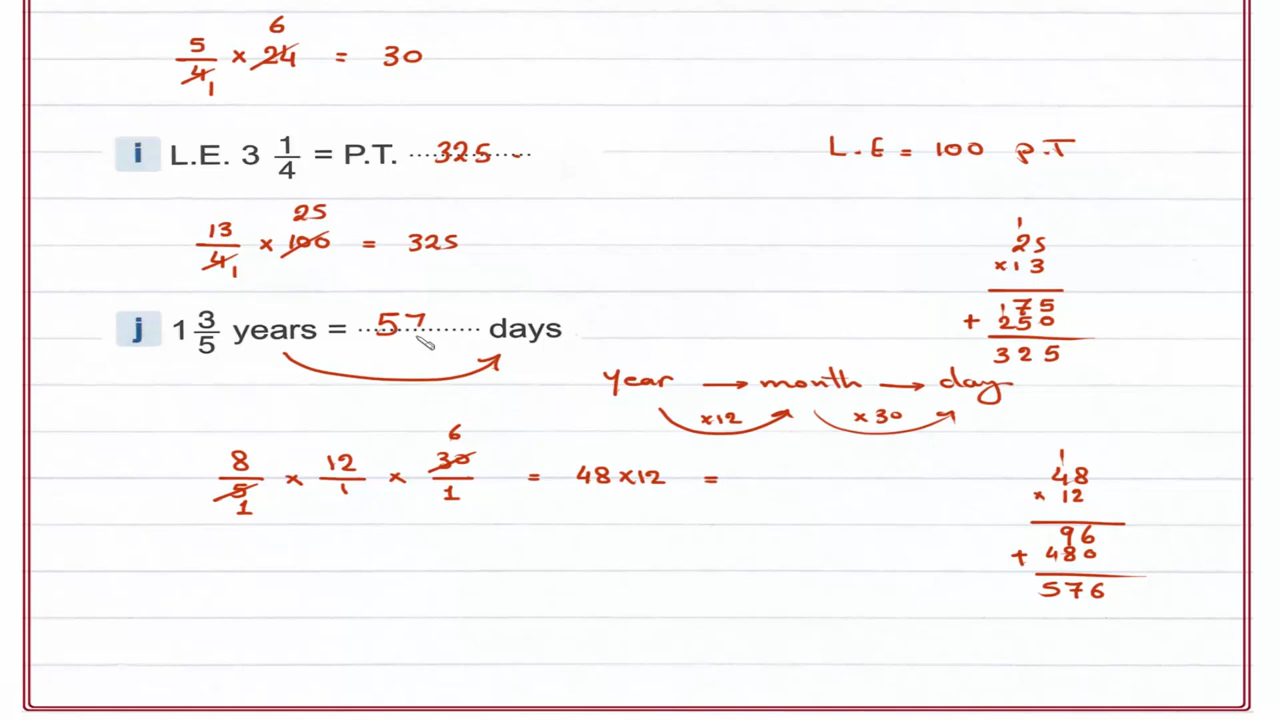 6
5/4 × 24 = 30
1
i L.E. 3 1/4 = P.T. 325
L.E = 100 P.T
25
13/4 × 100 = 325
1
1
25
× 13
175
+ 250
325
j 1 3/5 years = 57 days
year → month → day
×12 ×30
6
8/5 × 12/1 × 30/1 = 48 × 12 =
1
1
48
× 12
96
+ 480
576